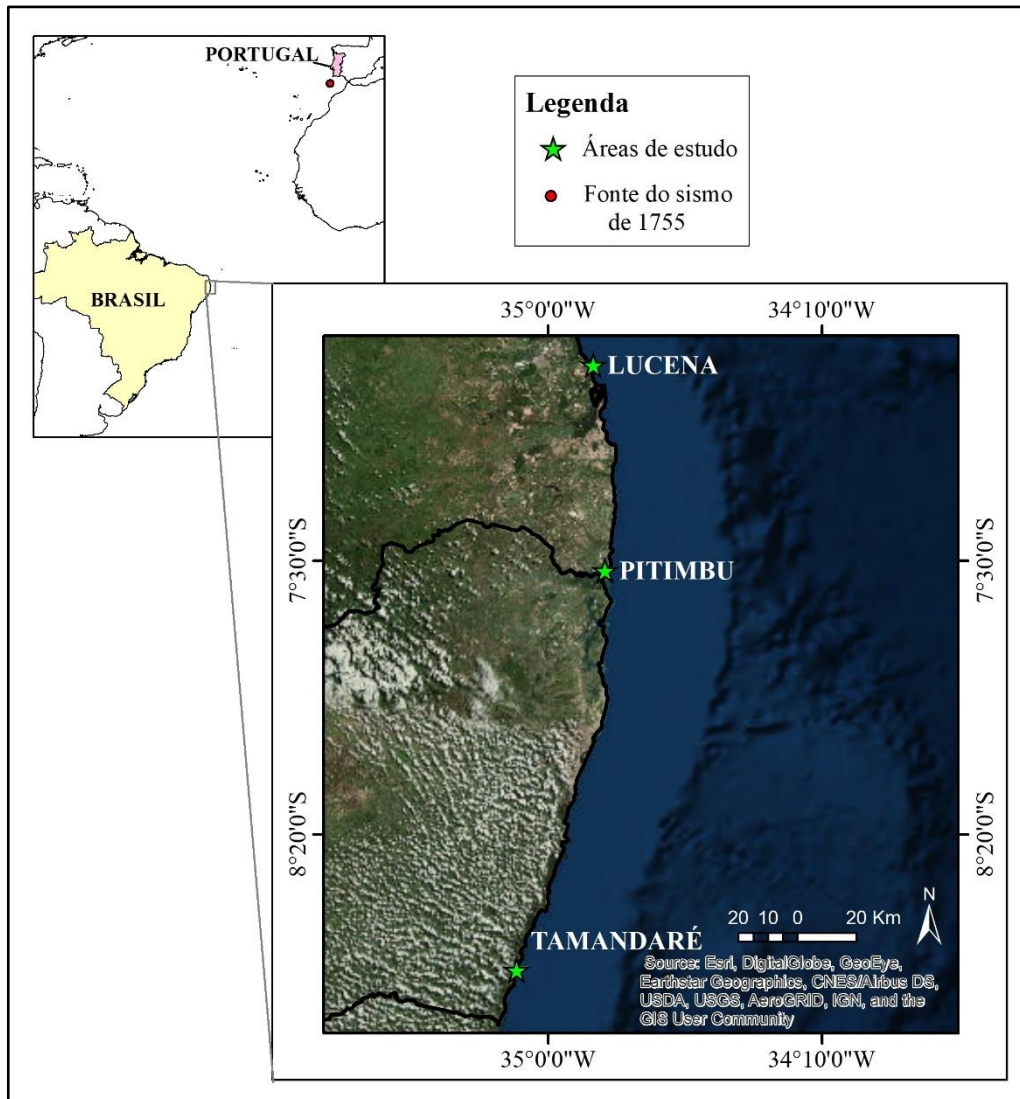 PORTUGAL
BRASIL
Legenda
Áreas de estudo
Fonte do sismo
de 1755
35°0'0"W
34°10'0"W
LUCENA
7°30'0"S
7°30'0"S
PITIMBU
8°20'0"S
8°20'0"S
TAMANDARÉ
20 10 0 20 Km
N
Source: Esri, DigitalGlobe, GeoEye,
Earthstar Geographics, CNES/Airbus DS,
USDA, USGS, AeroGRID, IGN, and the
GIS User Community
35°0'0"W
34°10'0"W